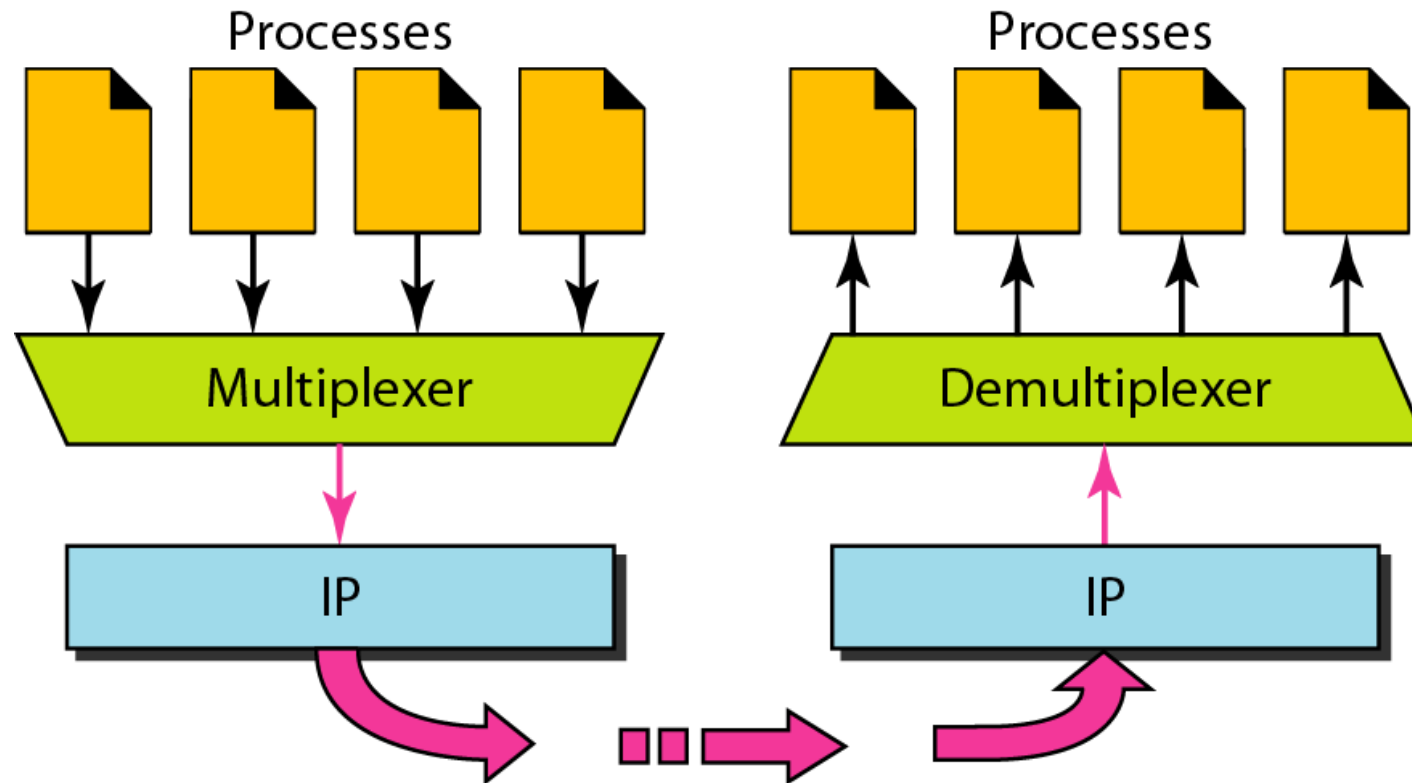 Processes
Processes
Multiplexer
Demultiplexer
IP
IP